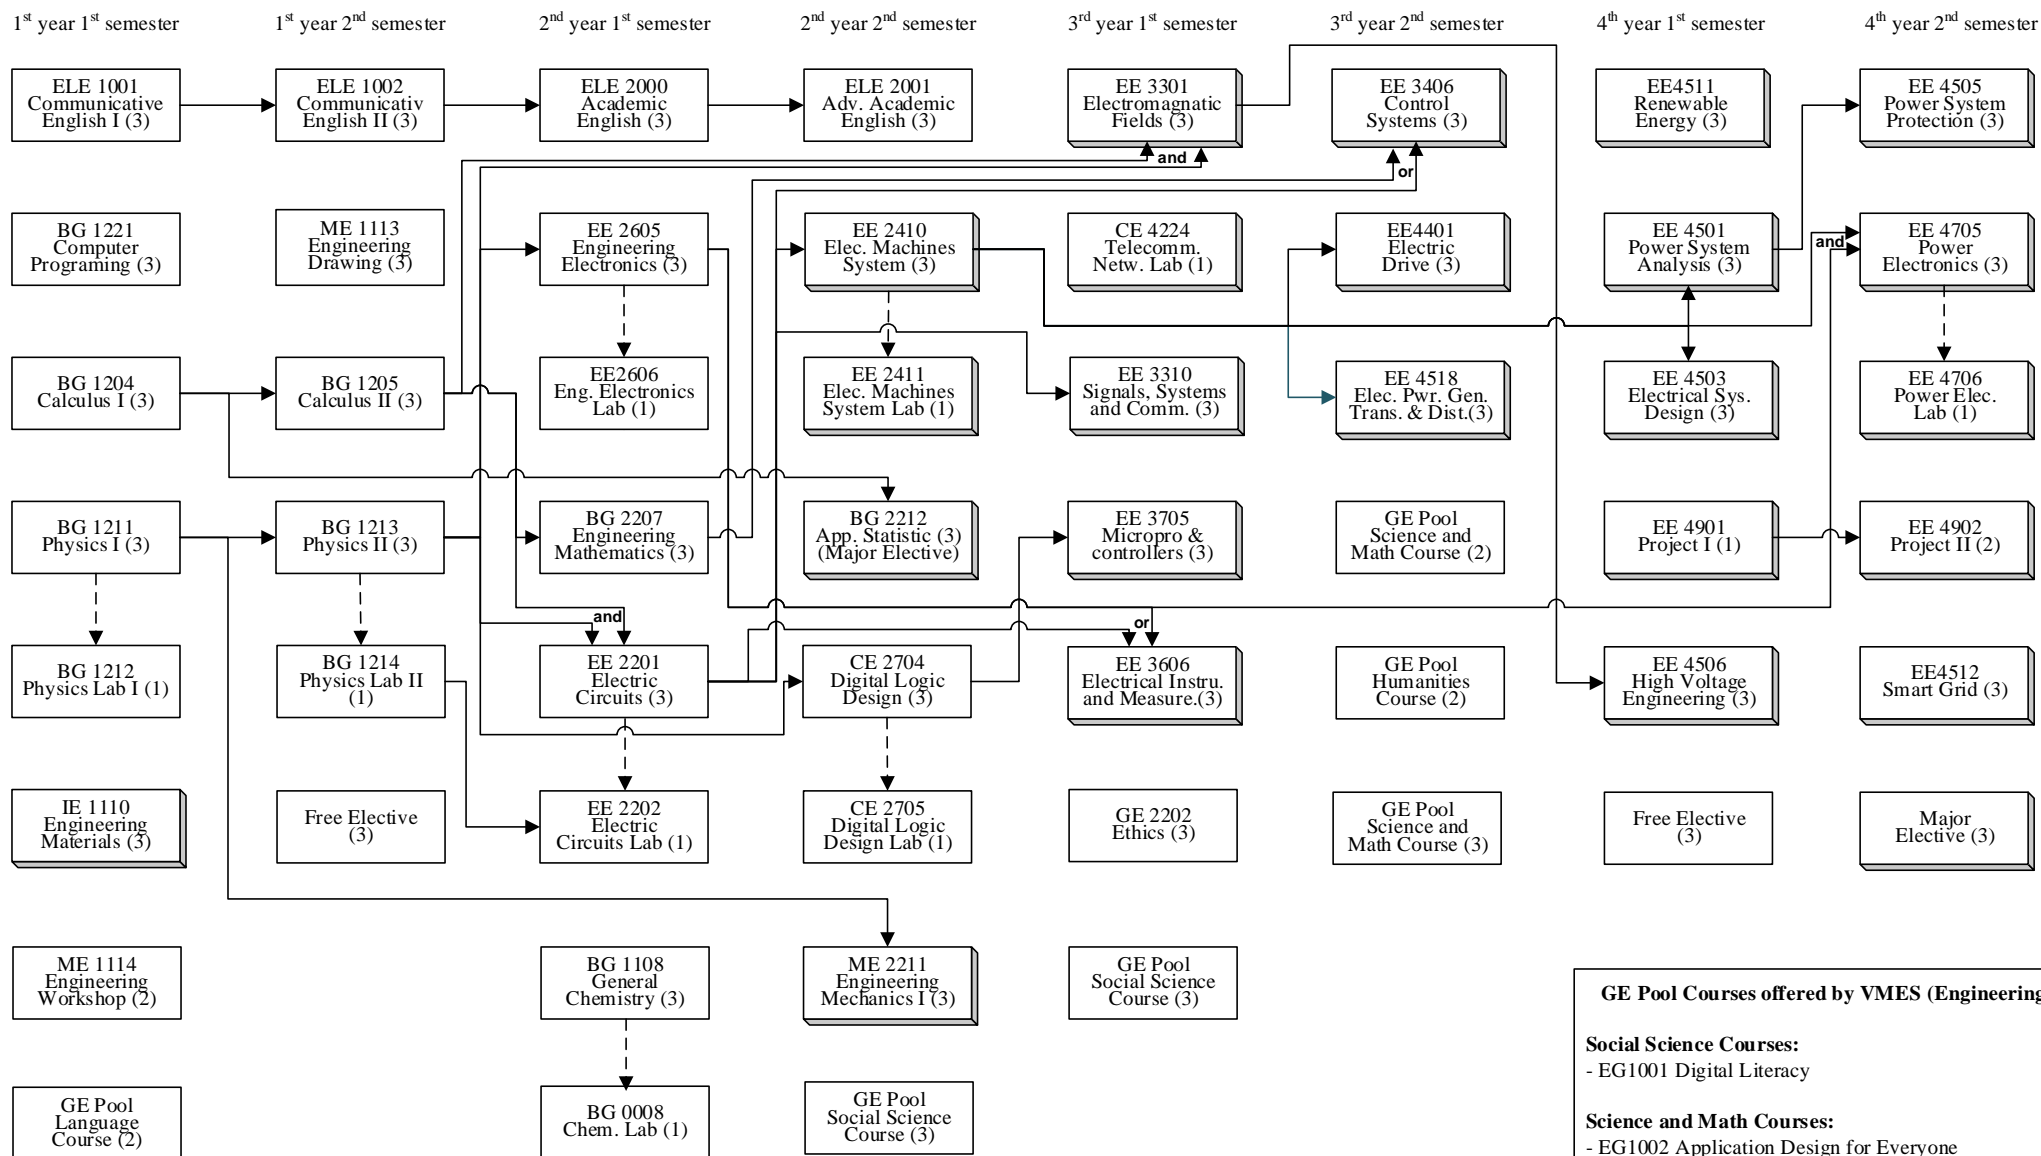 1st year 1st semester
1st year 2nd semester
2nd year 1st semester
2nd year 2nd semester
3rd year 1st semester
3rd year 2nd semester
4th year 1st semester
4th year 2nd semester
ELE 1001
Communicative
English I (3)
ELE 1002
Communicativ
English II (3)
ELE 2000
Academic
English (3)
ELE 2001
Adv. Academic
English (3)
EE 3301
Electromagnetic
Fields (3)
EE 3406
Control
Systems (3)
EE4511
Renewable
Energy (3)
EE 4505
Power System
Protection (3)
and
or
BG 1221
Computer
Programing (3)
ME 1113
Engineering
Drawing (3)
EE 2605
Engineering
Electronics (3)
EE 2410
Elec. Machines
System (3)
CE 4224
Telecomm.
Netw. Lab (1)
EE4401
Electric
Drive (3)
EE 4501
Power System
Analysis (3)
and
EE 4705
Power
Electronics (3)
BG 1204
Calculus I (3)
BG 1205
Calculus II (3)
EE2606
Eng. Electronics
Lab (1)
EE 2411
Elec. Machines
System Lab (1)
EE 3310
Signals, Systems
and Comm. (3)
EE 4518
Elec. Pwr. Gen.
Trans. & Dist.(3)
EE 4503
Electrical Sys.
Design (3)
EE 4706
Power Elec.
Lab (1)
BG 1211
Physics I (3)
BG 1213
Physics II (3)
BG 2207
Engineering
Mathematics (3)
BG 2212
App. Statistic (3)
(Major Elective)
EE 3705
Micropro &
controllers (3)
GE Pool
Science and
Math Course (2)
EE 4901
Project I (1)
EE 4902
Project II (2)
and
or
BG 1212
Physics Lab I (1)
BG 1214
Physics Lab II
(1)
EE 2201
Electric
Circuits (3)
CE 2704
Digital Logic
Design (3)
EE 3606
Electrical Instru.
and Measure.(3)
GE Pool
Humanities
Course (2)
EE 4506
High Voltage
Engineering (3)
EE4512
Smart Grid (3)
IE 1110
Engineering
Materials (3)
Free Elective
(3)
EE 2202
Electric
Circuits Lab (1)
CE 2705
Digital Logic
Design Lab (1)
GE 2202
Ethics (3)
GE Pool
Science and
Math Course (3)
Free Elective
(3)
Major
Elective (3)
ME 1114
Engineering
Workshop (2)
BG 1108
General
Chemistry (3)
ME 2211
Engineering
Mechanics I (3)
GE Pool
Social Science
Course (3)
GE Pool
Language
Course (2)
BG 0008
Chem. Lab (1)
GE Pool
Social Science
Course (3)
GE Pool Courses offered by VMES (Engineering
Social Science Courses:
- EG1001 Digital Literacy
Science and Math Courses:
- EG1002 Application Design for Everyone